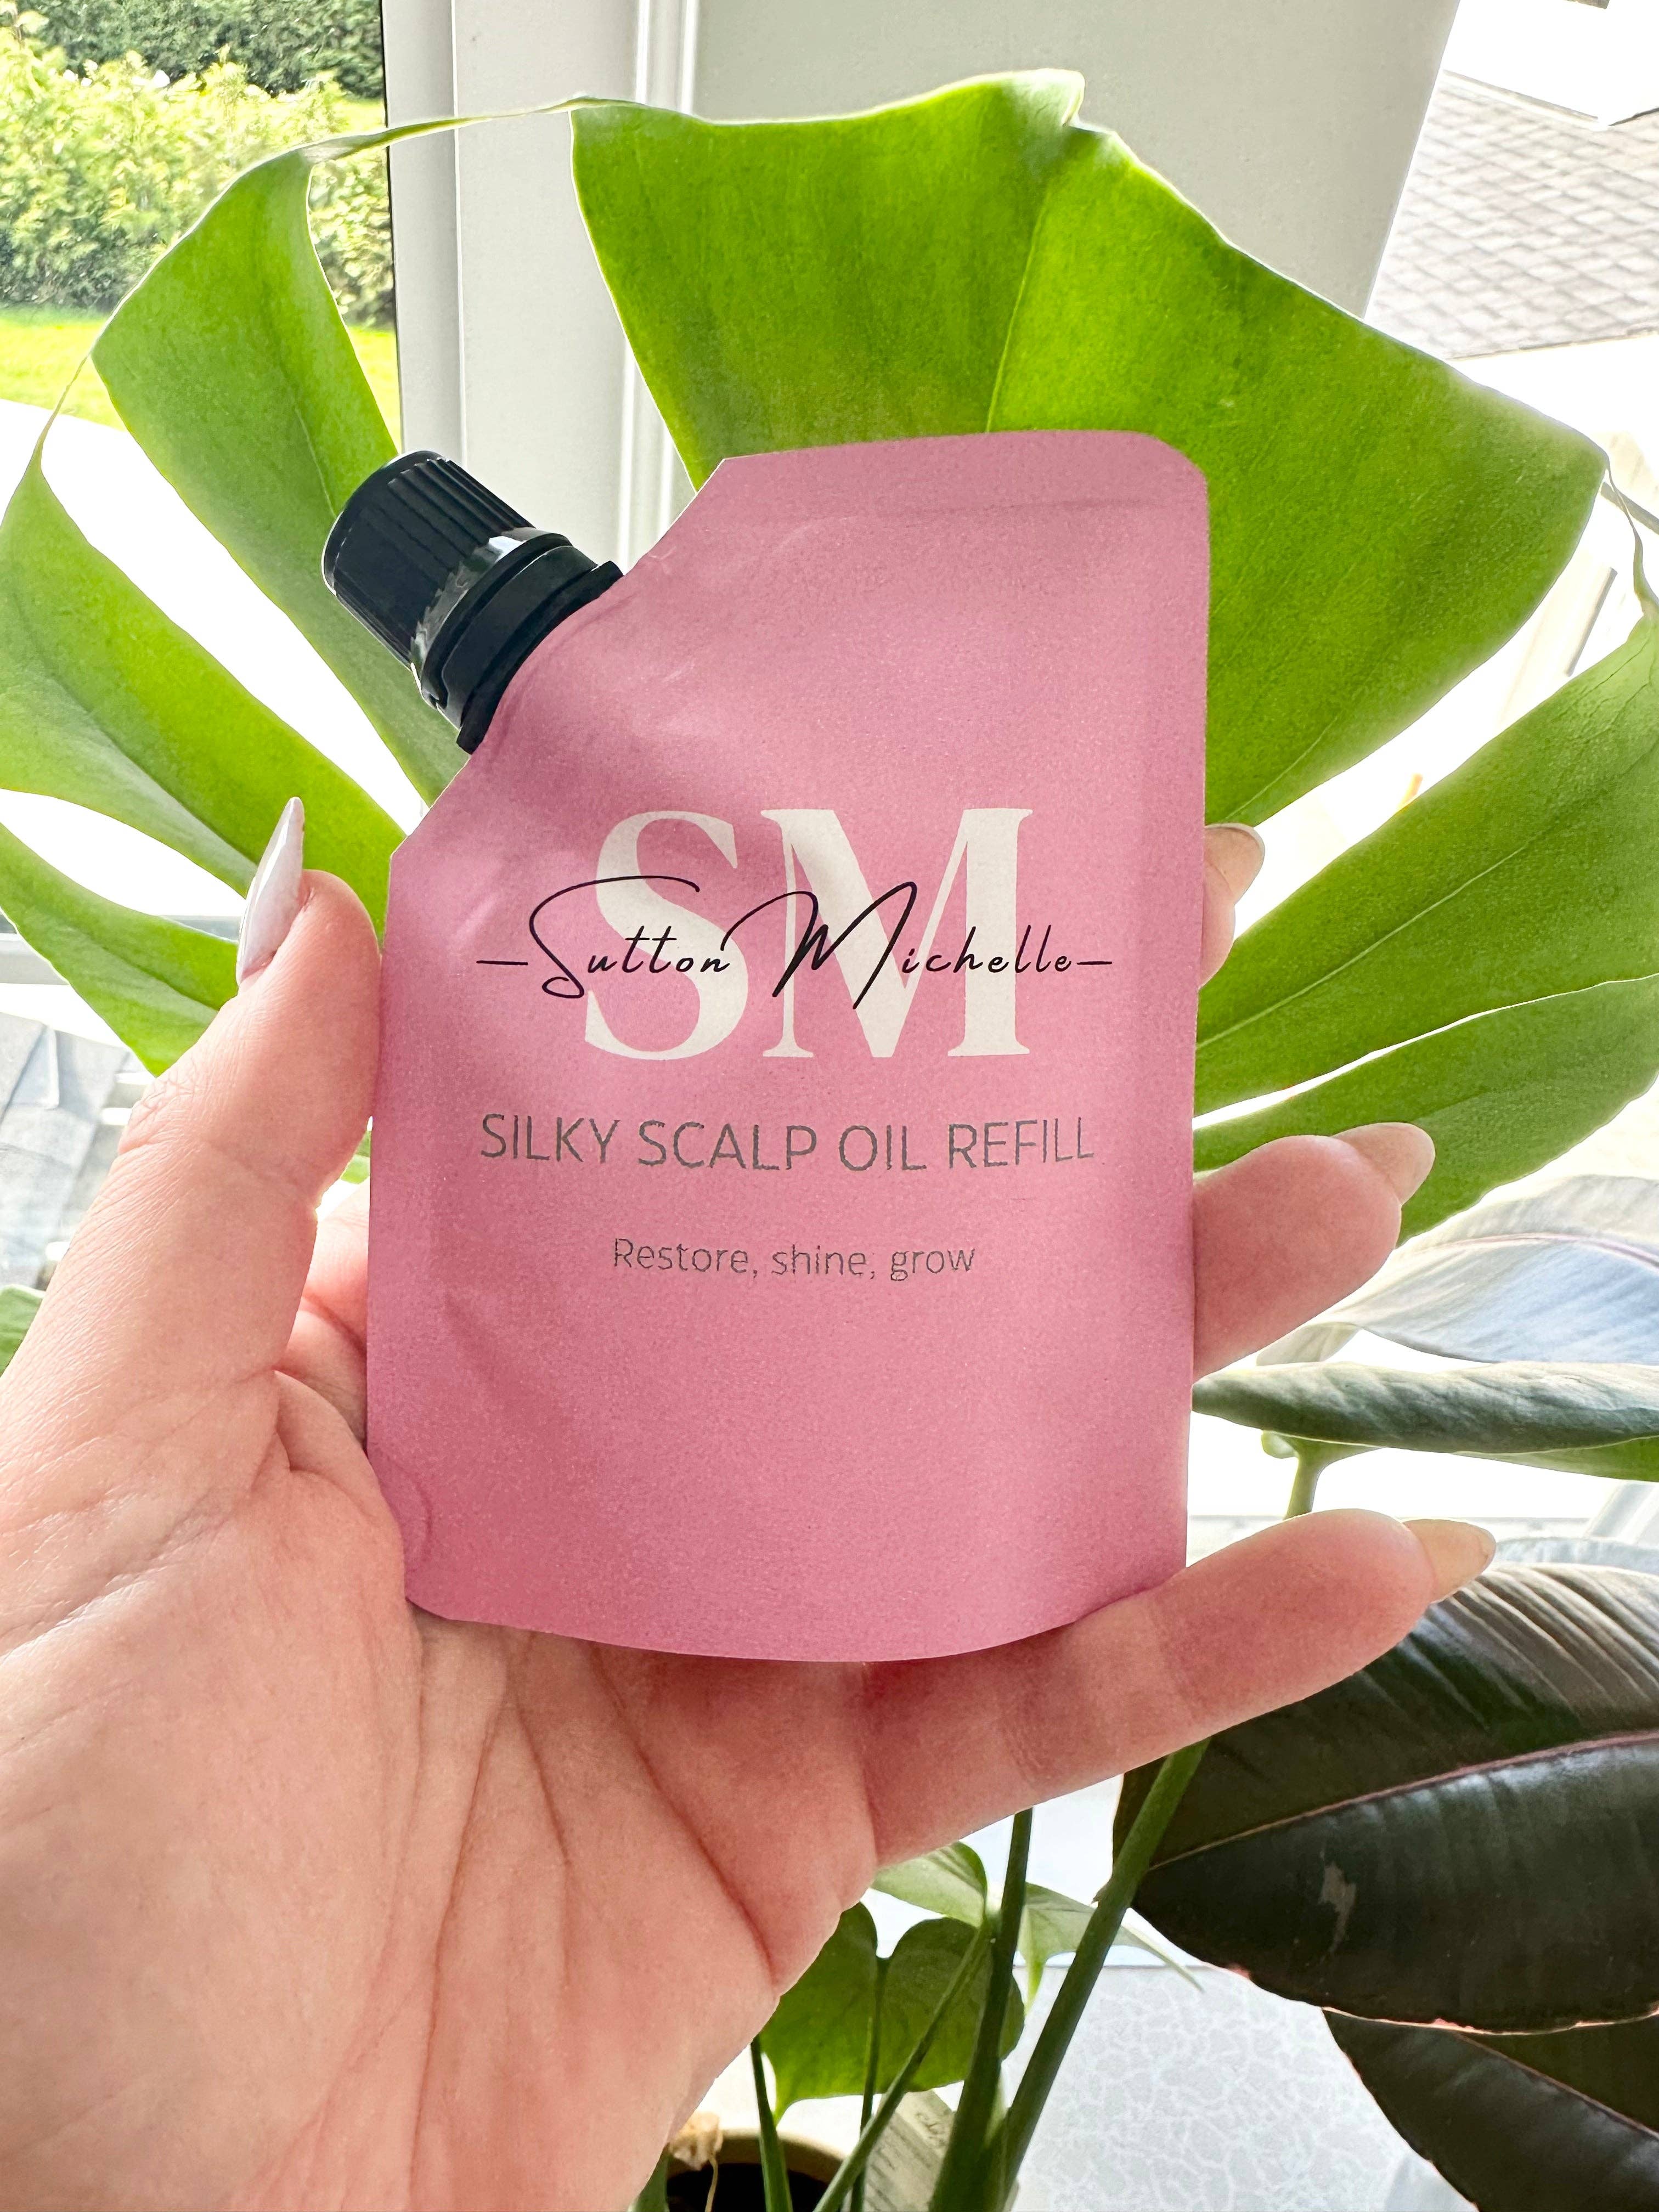 SM
—Sutton Michelle—
SILKY SCALP OIL REFILL
Restore, shine, grow